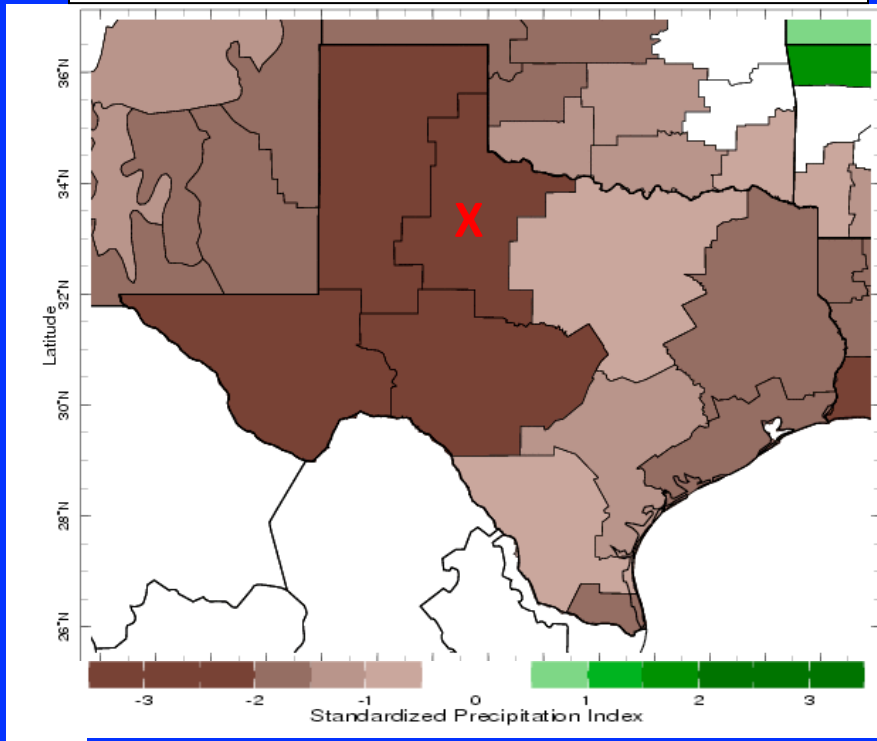 36°N
34°N
X
32°N
Latitude
30°N
28°N
26°N
-3 -2 -1 0 1 2 3
Standardized Precipitation Index